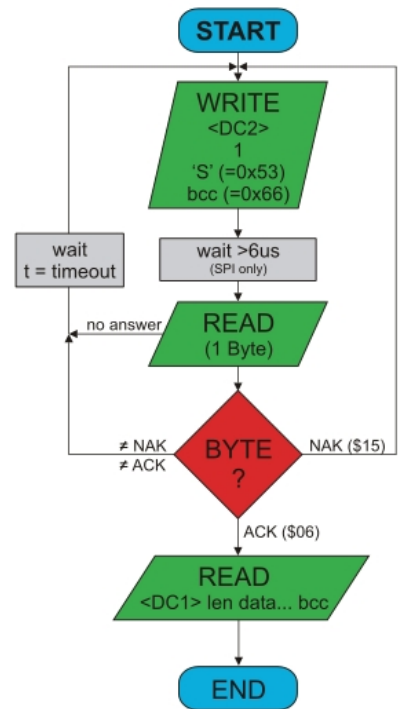 START
WRITE
<DC2>
1
‘S’ (=0x53)
bcc (=0x66)
wait
t = timeout
wait >6us
(SPI only)
no answer
READ
(1 Byte)
≠ NAK
≠ ACK
BYTE
?
NAK ($15)
ACK ($06)
READ
<DC1> len data... bcc
END